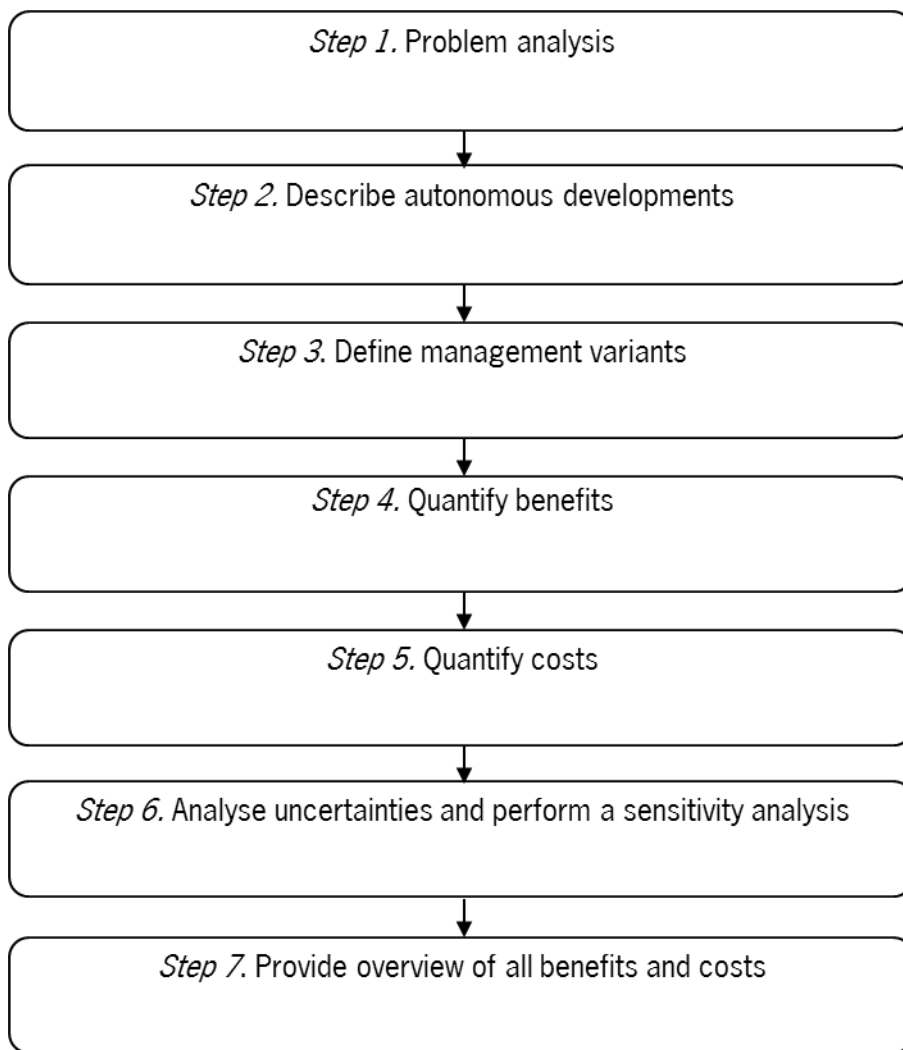 Step 1. Problem analysis
Step 2. Describe autonomous developments
Step 3. Define management variants
Step 4. Quantify benefits
Step 5. Quantify costs
Step 6. Analyse uncertainties and perform a sensitivity analysis
Step 7. Provide overview of all benefits and costs